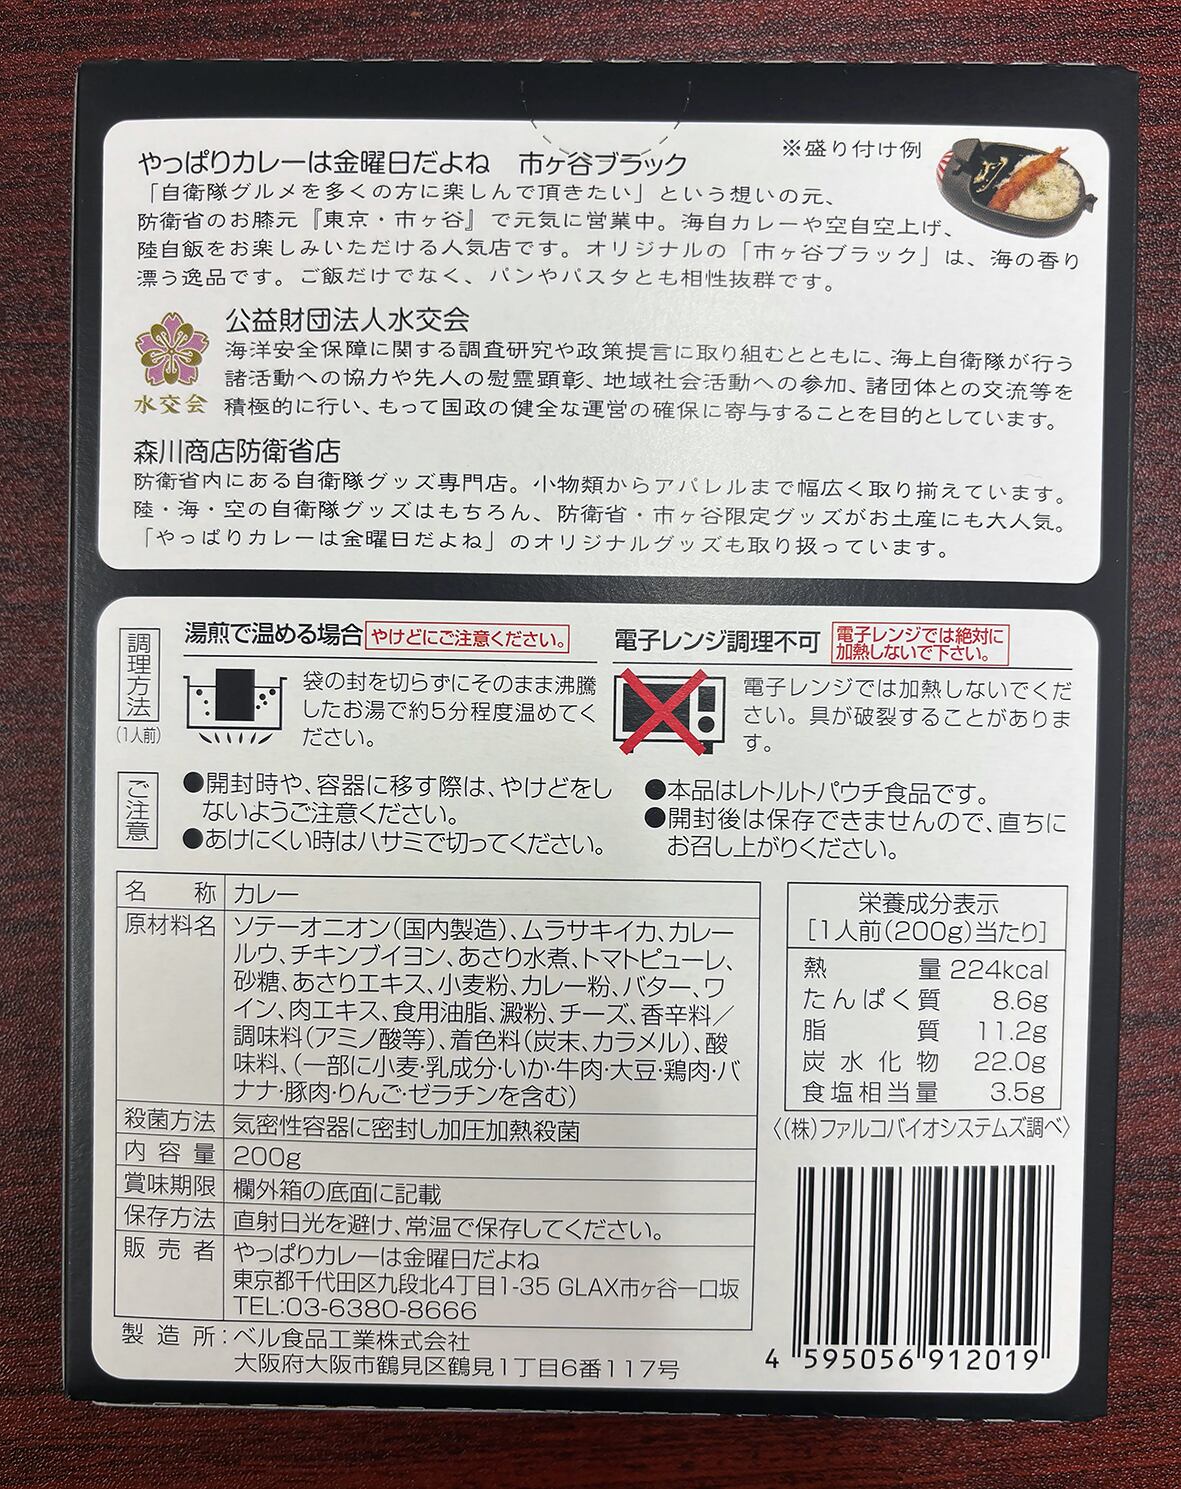 やっぱりカレーは金曜日だよね　市ヶ谷ブラック
※盛り付け例
「自衛隊グルメを多くの方に楽しんで頂きたい」という想いの元、
防衛省のお膝元『東京・市ヶ谷』で元気に営業中。海自カレーや空自空上げ、
陸自飯をお楽しみいただける人気店です。オリジナルの「市ヶ谷ブラック」は、海の香り
漂う逸品です。ご飯だけでなく、パンやパスタとも相性抜群です。
公益財団法人水交会
海洋安全保障に関する調査研究や政策提言に取り組むとともに、海上自衛隊が行う
諸活動への協力や先人の慰霊顕彰、地域社会活動への参加、諸団体との交流等を
積極的に行い、もって国政の健全な運営の確保に寄与することを目的としています。
水交会
森川商店防衛省店
防衛省内にある自衛隊グッズ専門店。小物類からアパレルまで幅広く取り揃えています。
陸・海・空の自衛隊グッズはもちろん、防衛省・市ヶ谷限定グッズがお土産にも大人気。
「やっぱりカレーは金曜日だよね」のオリジナルグッズも取り扱っています。
調理方法
(1人前)
湯煎で温める場合 やけどにご注意ください。
袋の封を切らずにそのまま沸騰
したお湯で約5分程度温めてく
ださい。
電子レンジ調理不可
電子レンジでは絶対に
加熱しないで下さい。
電子レンジでは加熱しないでくだ
さい。具が破裂することがありま
す。
ご注意
●開封時や、容器に移す際は、やけどをし
ないようご注意ください。
●あけにくい時はハサミで切ってください。
●本品はレトルトパウチ食品です。
●開封後は保存できませんので、直ちに
お召し上がりください。
名称 カレー
原材料名 ソテーオニオン(国内製造)、ムラサキイカ、カレー
ルウ、チキンブイヨン、あさり水煮、トマトピューレ、
砂糖、あさりエキス、小麦粉、カレー粉、バター、ワ
イン、肉エキス、食用油脂、澱粉、チーズ、香辛料／
調味料(アミノ酸等)、着色料(炭末、カラメル)、酸
味料、(一部に小麦・乳成分・いか・牛肉・大豆・鶏肉・バ
ナナ・豚肉・りんご・ゼラチンを含む)
殺菌方法 気密性容器に密封し加圧加熱殺菌
内容量 200g
賞味期限 欄外箱の底面に記載
保存方法 直射日光を避け、常温で保存してください。
販売者 やっぱりカレーは金曜日だよね
東京都千代田区九段北4丁目1-35 GLAX市ヶ谷一口坂
TEL:03-6380-8666
製造所：ベル食品工業株式会社
大阪府大阪市鶴見区鶴見1丁目6番117号
栄養成分表示
[1人前(200g)当たり]
熱量 224kcal
たんぱく質 8.6g
脂質 11.2g
炭水化物 22.0g
食塩相当量 3.5g
〈(株)ファルコバイオシステムズ調べ〉
4 595056 912019